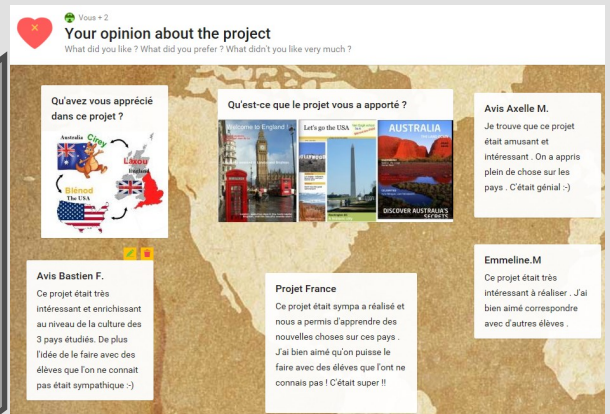 Vous + 2
Your opinion about the project
What did you like ? What did you prefer ? What didn't you like very much ?
Qu'avez vous apprécié
dans ce projet ?
Australia
Cirey
Laxou
England
Blénod
The USA
Qu'est-ce que le projet vous a apporté ?
Welcome to England !
Let's go the USA
AUSTRALIA
DISCOVER AUSTRALIA'S
SECRETS
Avis Axelle M.
Je trouve que ce projet
était amusant et
intéressant . On a appris
plein de chose sur les
pays . C'était génial :-)
Avis Bastien F.
Ce projet était très
intéressant et enrichissant
au niveau de la culture des
3 pays étudiés. De plus
l'idée de le faire avec des
élèves que l'on ne connait
pas était sympathique :-)
Projet France
Ce projet était sympa a réalisé et
nous a permis d'apprendre des
nouvelles choses sur ces pays .
J'ai bien aimé qu'on puisse le
faire avec des élèves que l'ont ne
connais pas ! C'était super !!
Emmeline.M
Ce projet était très
intéressant à réaliser . J'ai
bien aimé correspondre
avec d'autres élèves .